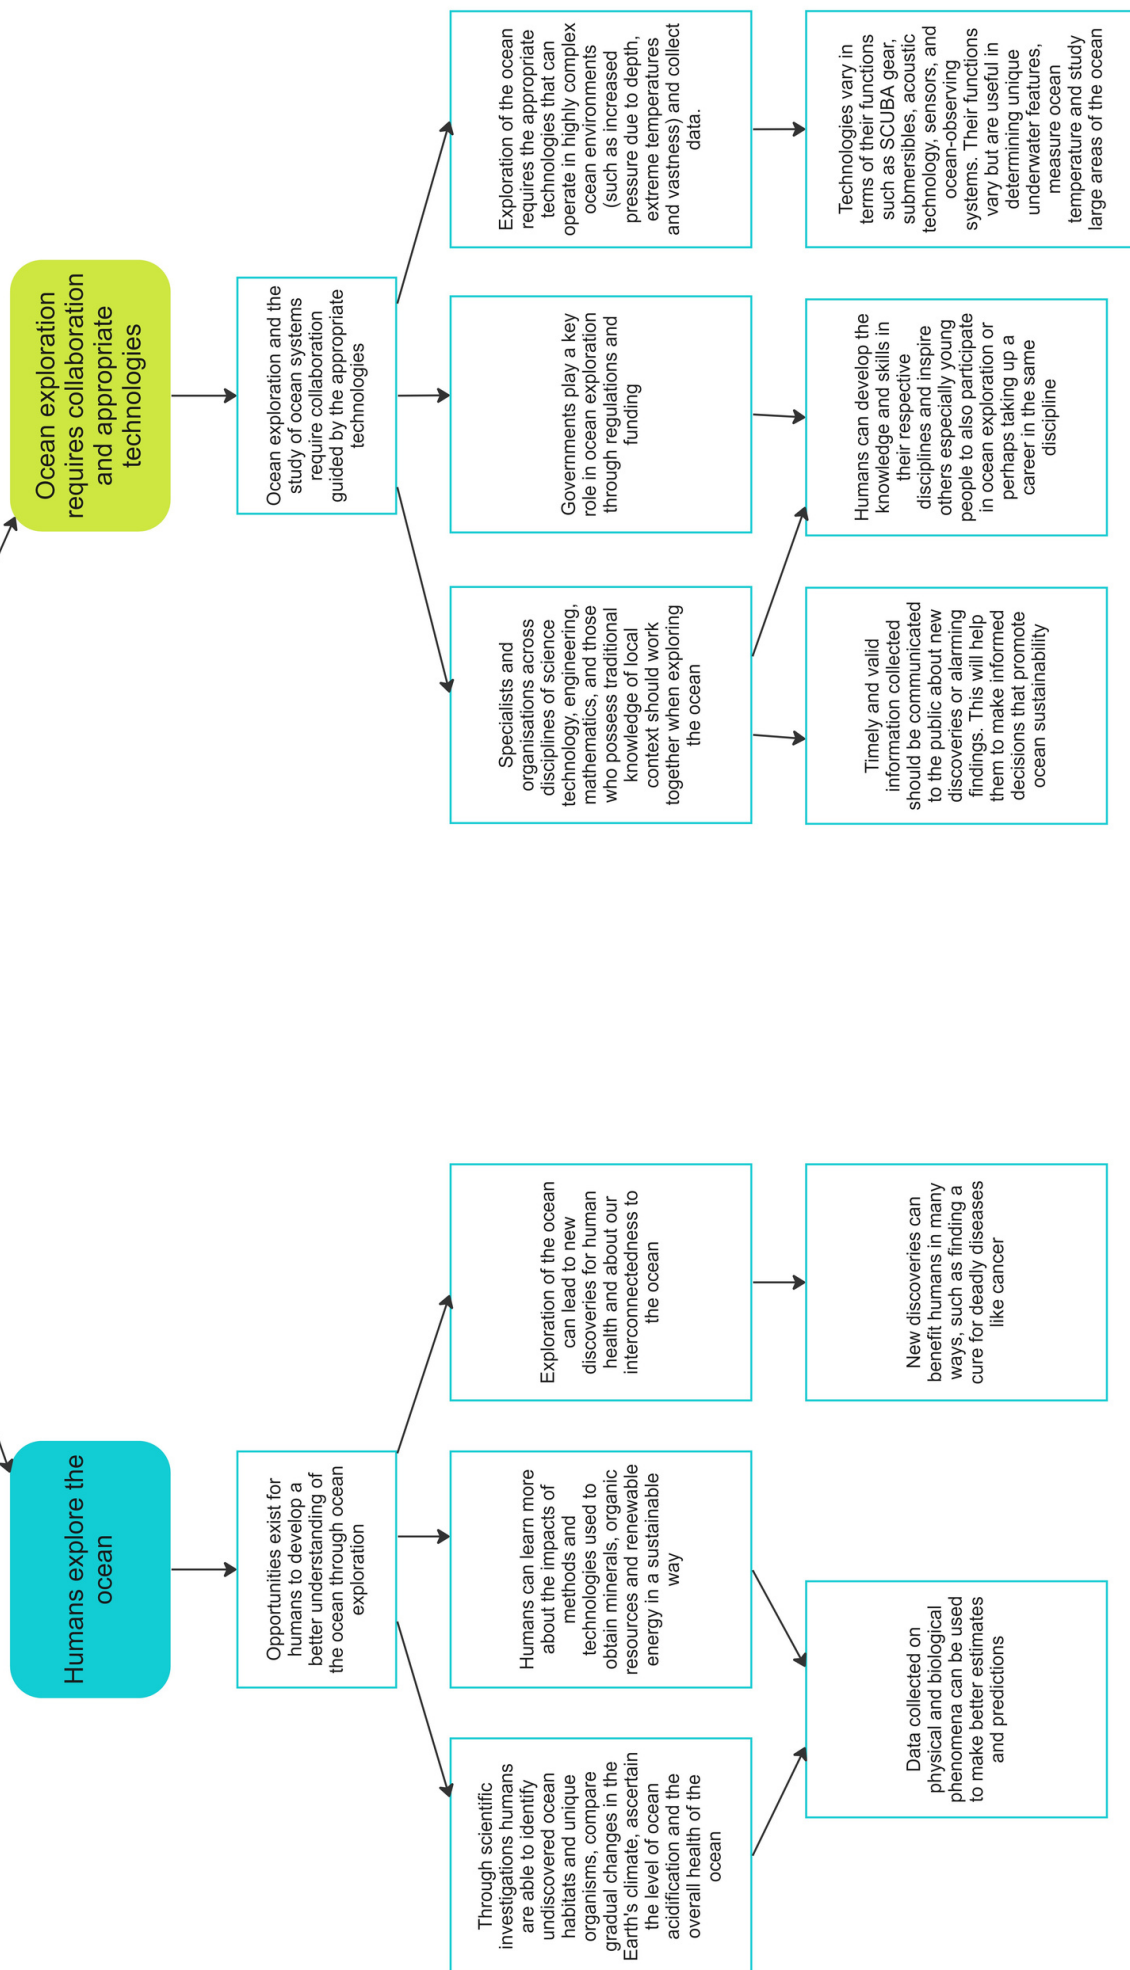 Humans explore the
ocean
Opportunities exist for
humans to develop a
better understanding of
the ocean through ocean
exploration
Through scientific
investigations humans
are able to identify
undiscovered ocean
habitats and unique
organisms, compare
gradual changes in the
Earth's climate, ascertain
the level of ocean
acidification and the
overall health of the
ocean
Humans can learn more
about the impacts of
methods and
technologies used to
obtain minerals, organic
resources and renewable
energy in a sustainable
way
Exploration of the ocean
can lead to new
discoveries for human
health and about our
interconnectedness to
the ocean
Data collected on
physical and biological
phenomena can be used
to make better estimates
and predictions
New discoveries can
benefit humans in many
ways, such as finding a
cure for deadly diseases
like cancer
Ocean exploration
requires collaboration
and appropriate
technologies
Ocean exploration and the
study of ocean systems
require collaboration
guided by the appropriate
technologies
Specialists and
organisations across
disciplines of science
technology, engineering,
mathematics, and those
who possess traditional
knowledge of local
context should work
together when exploring
the ocean
Governments play a key
role in ocean exploration
through regulations and
funding
Exploration of the ocean
requires the appropriate
technologies that can
operate in highly complex
ocean environments
(such as increased
pressure due to depth,
extreme temperatures
and vastness) and collect
data.
Timely and valid
information collected
should be communicated
to the public about new
discoveries or alarming
findings. This will help
them to make informed
decisions that promote
ocean sustainability
Humans can develop the
knowledge and skills in
their respective
disciplines and inspire
others especially young
people to also participate
in ocean exploration or
perhaps taking up a
career in the same
discipline
Technologies vary in
terms of their functions
such as SCUBA gear,
submersibles, acoustic
technology, sensors, and
ocean-observing
systems. Their functions
vary but are useful in
determining unique
underwater features,
measure ocean
temperature and study
large areas of the ocean